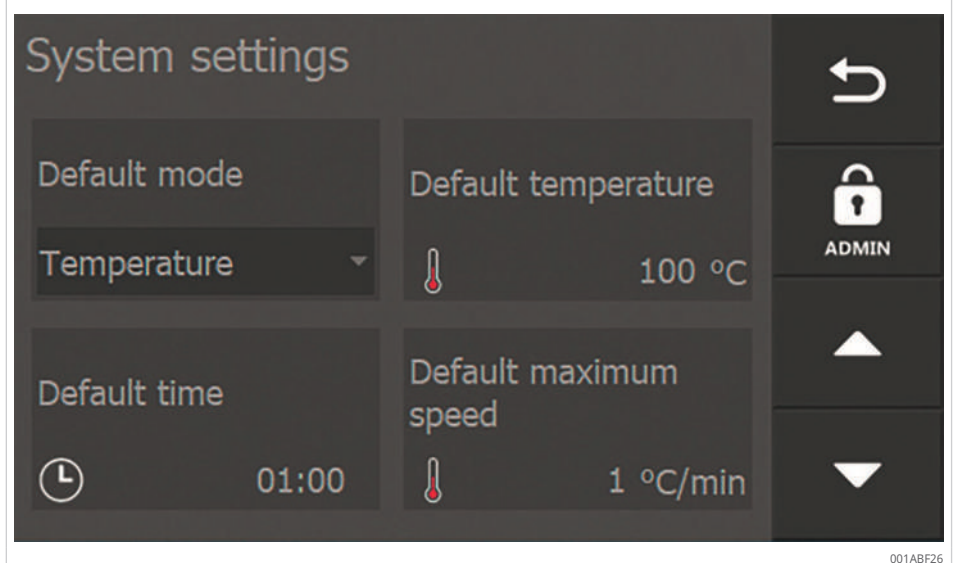 System settings
Default mode
Temperature
Default temperature
100 °C
Default time
01:00
Default maximum
speed
1 °C/min
ADMIN
001ABF26